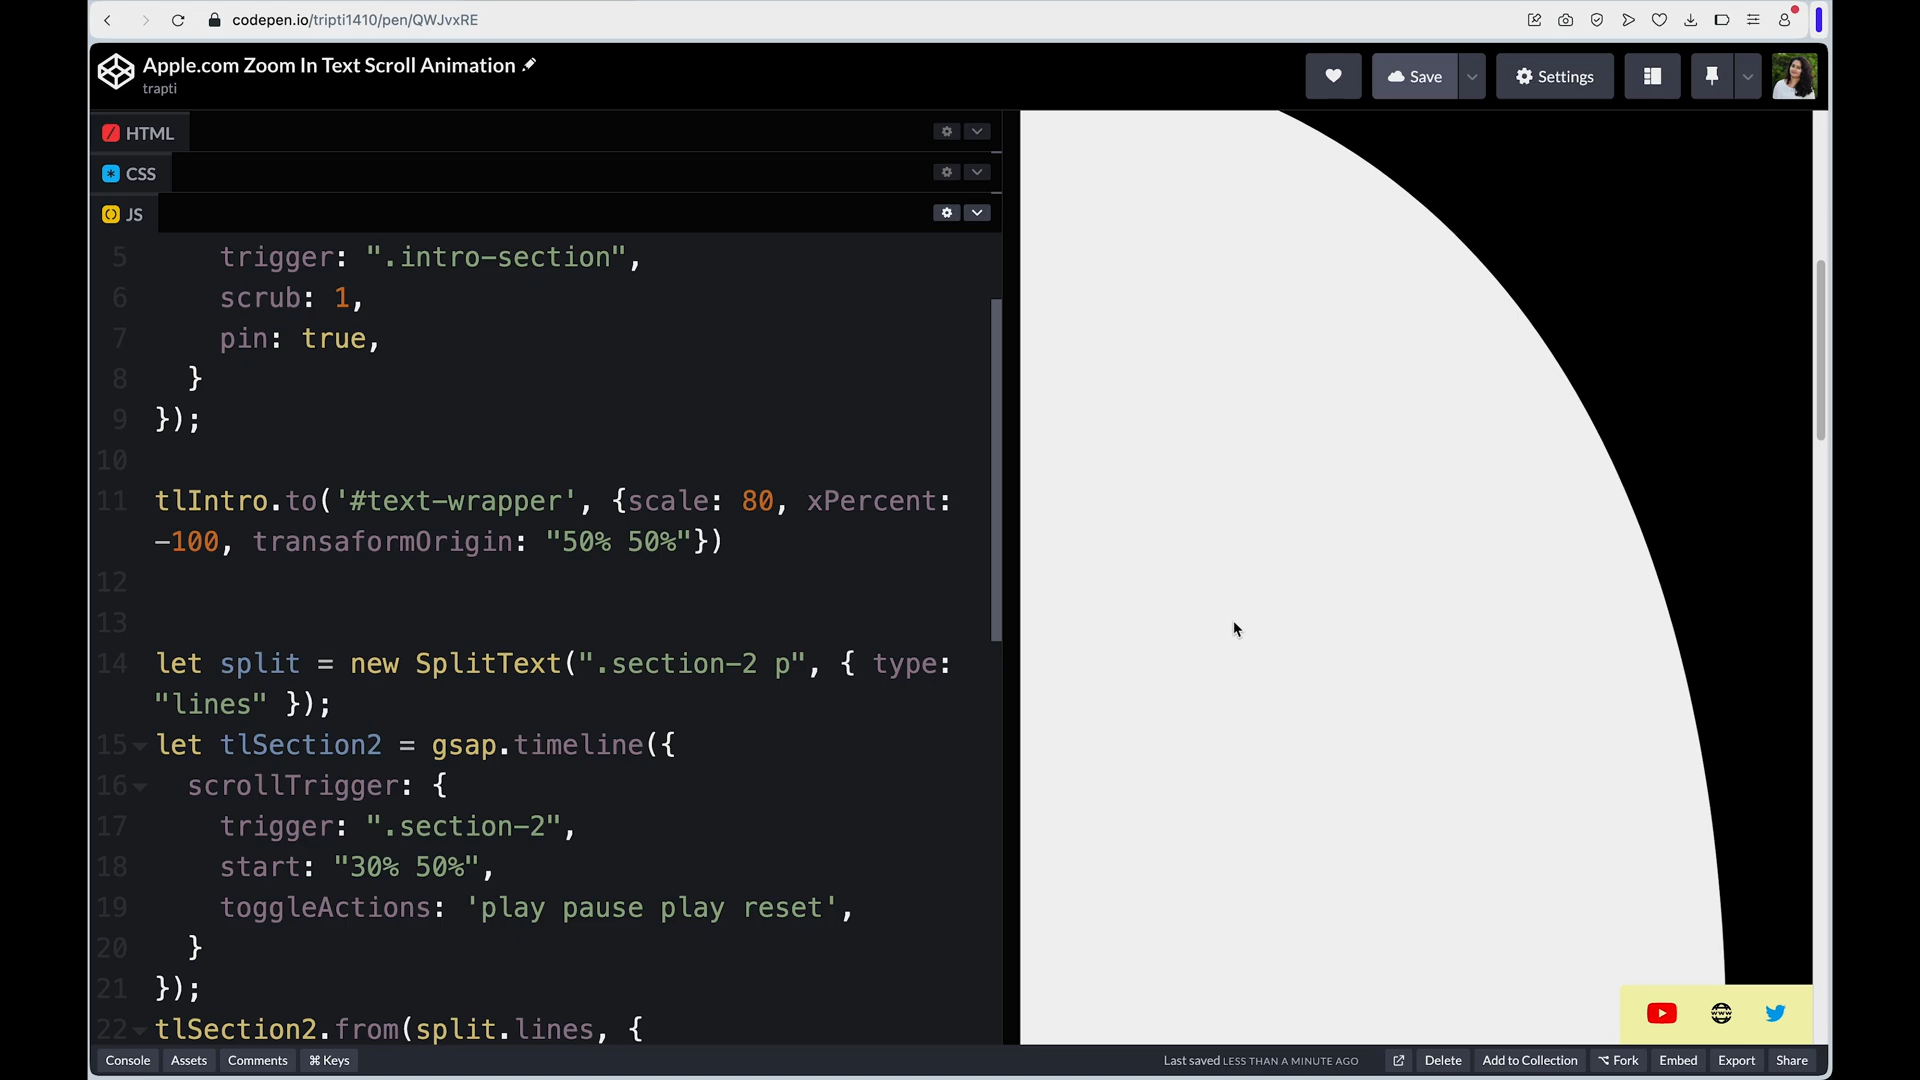 codepen.io/tripti1410/pen/QWJvxRE
Apple.com Zoom In Text Scroll Animation
trapti
Save
Settings
HTML
CSS
JS
5 trigger: ".intro-section",
6 scrub: 1,
7 pin: true,
8 }
9 });
10
11 tlIntro.to('#text-wrapper', {scale: 80, xPercent:
-100, transaformOrigin: "50% 50%"})
12
13
14 let split = new SplitText(".section-2 p", { type:
"lines" });
15 let tlSection2 = gsap.timeline({
16 scrollTrigger: {
17 trigger: ".section-2",
18 start: "30% 50%",
19 toggleActions: 'play pause play reset',
20 }
21 });
22 tlSection2.from(split.lines, {
WWW
Console Assets Comments ⌘ Keys Last saved LESS THAN A MINUTE AGO Delete Add to Collection ⌥ Fork Embed Export Share